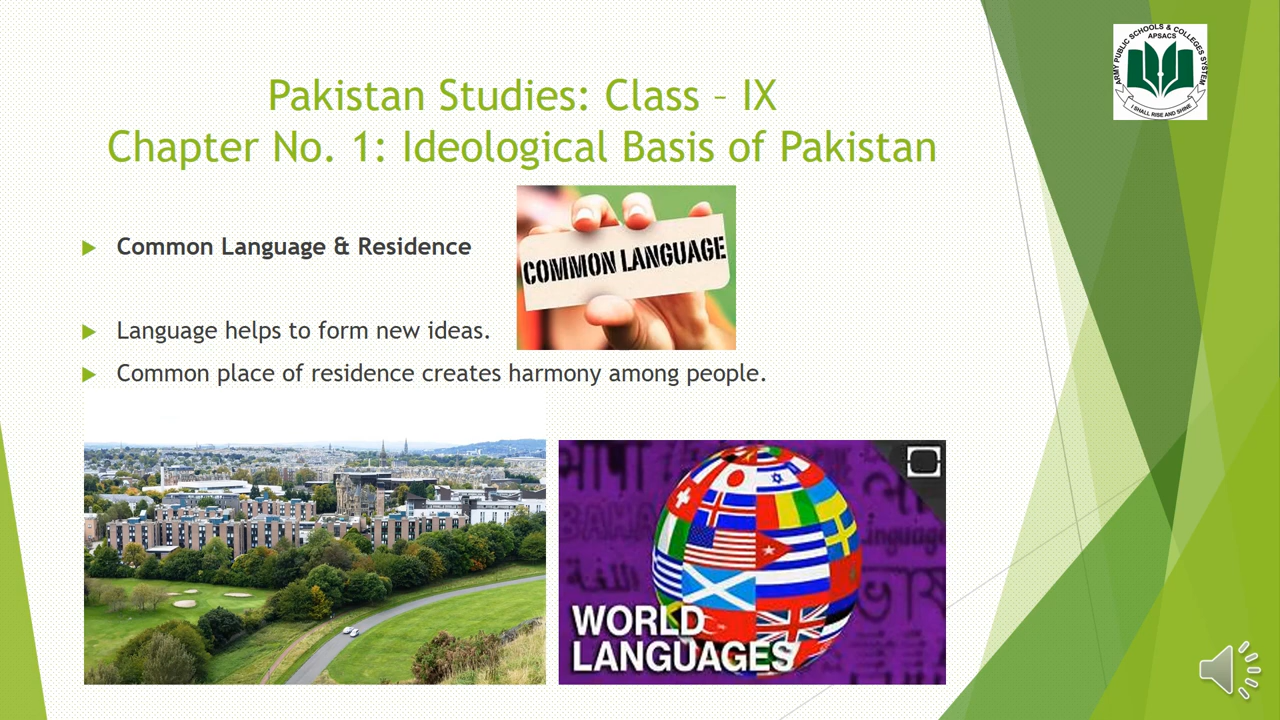 ARMY PUBLIC SCHOOLS & COLLEGES SYSTEM
APSACS
I SHALL RISE AND SHINE
Pakistan Studies: Class – IX
Chapter No. 1: Ideological Basis of Pakistan
Common Language & Residence
COMMON LANGUAGE
Language helps to form new ideas.
Common place of residence creates harmony among people.
WORLD
LANGUAGES